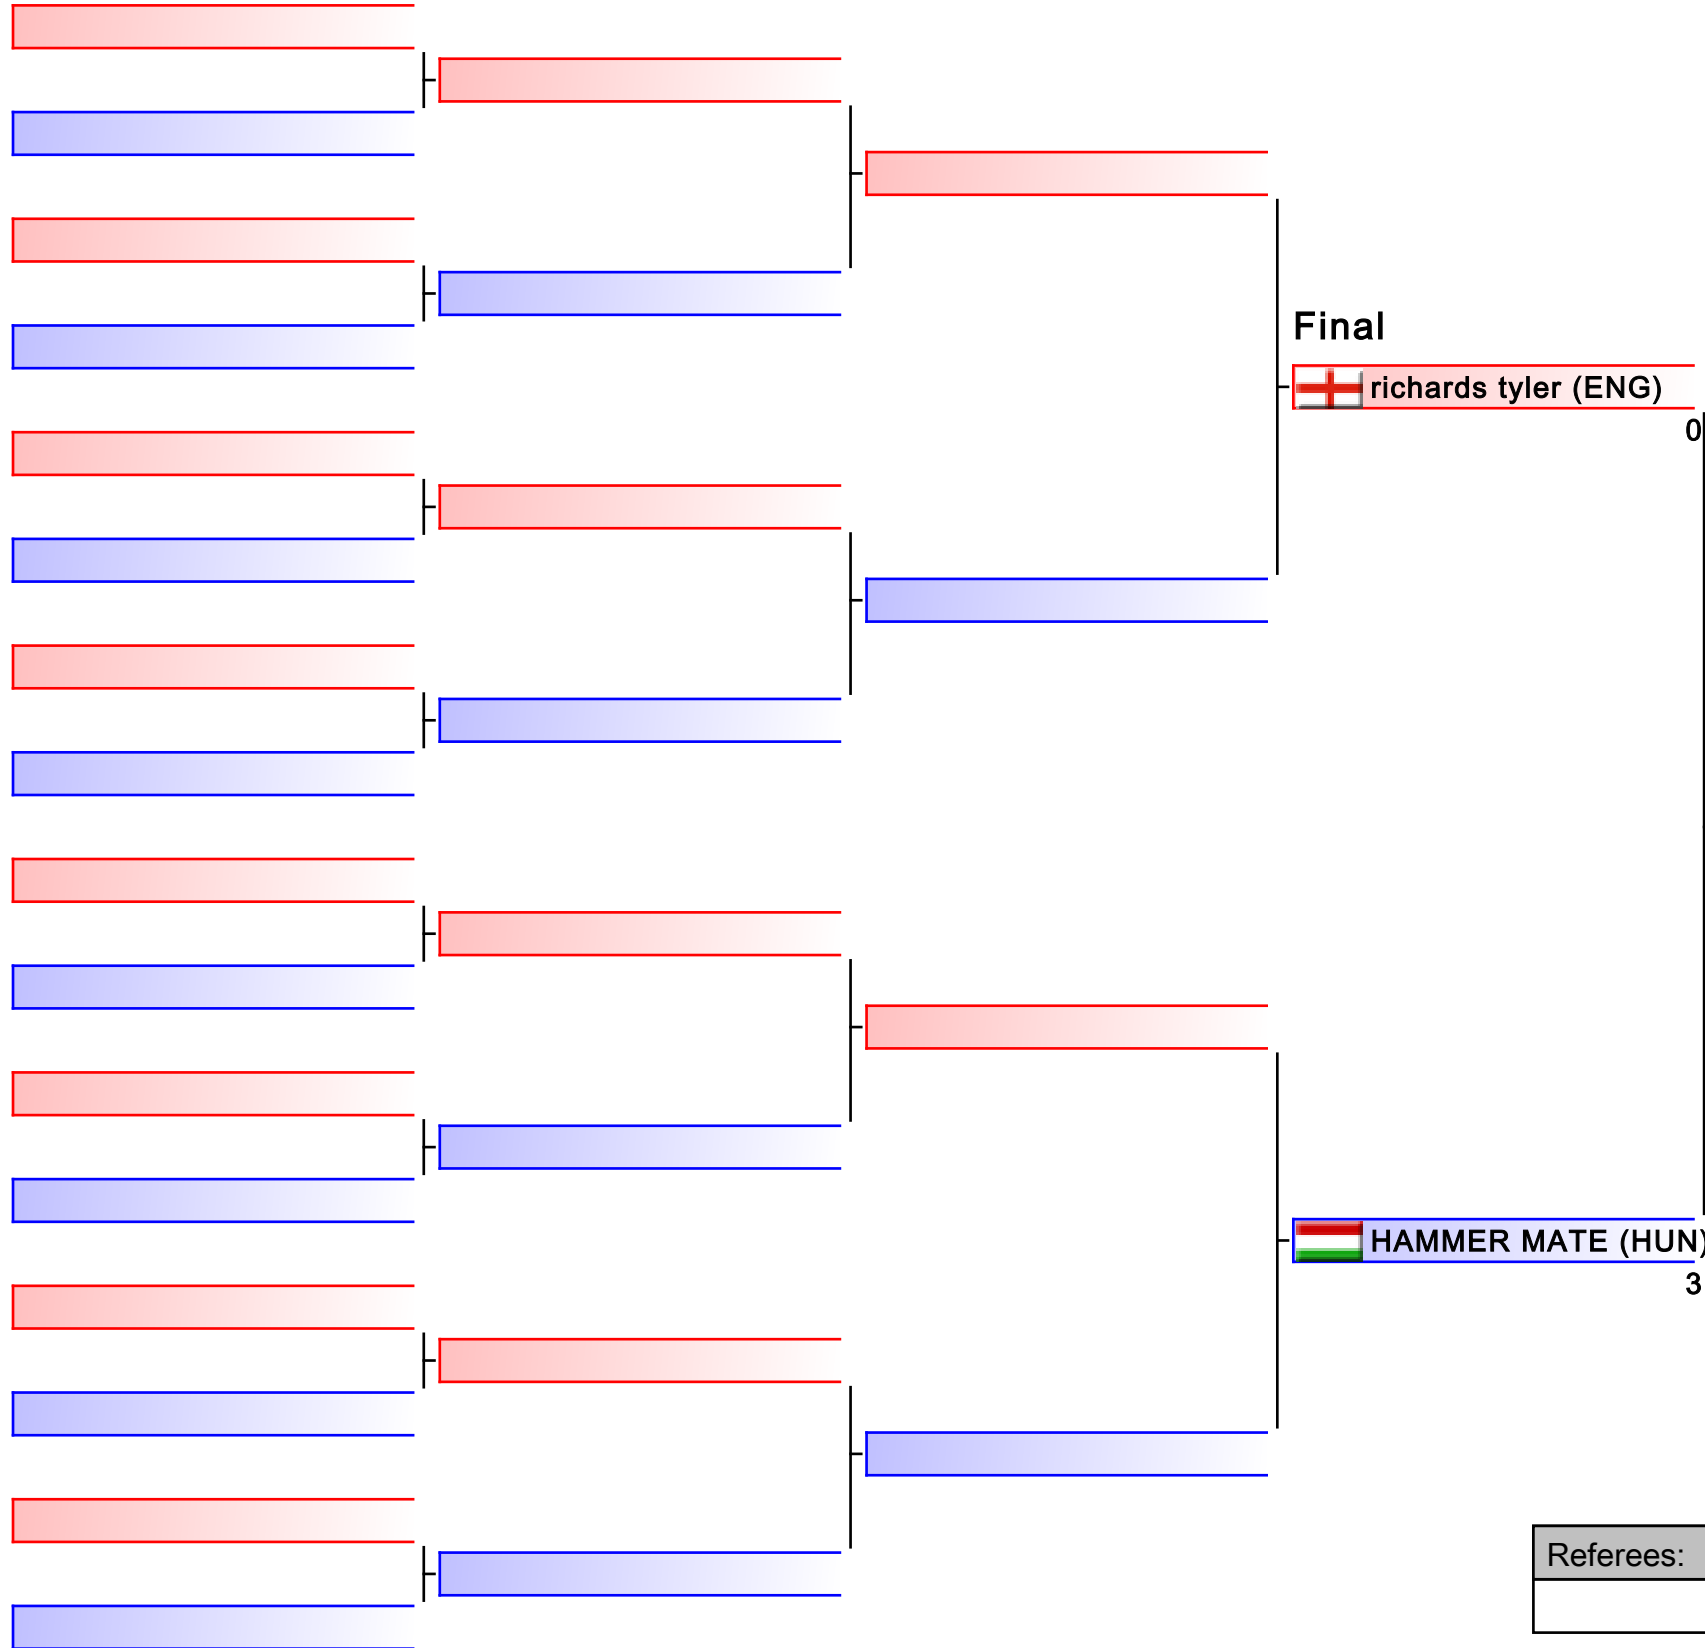 Final
richards tyler (ENG)
0
HAMMER MATE (HUN)
3
Referees: